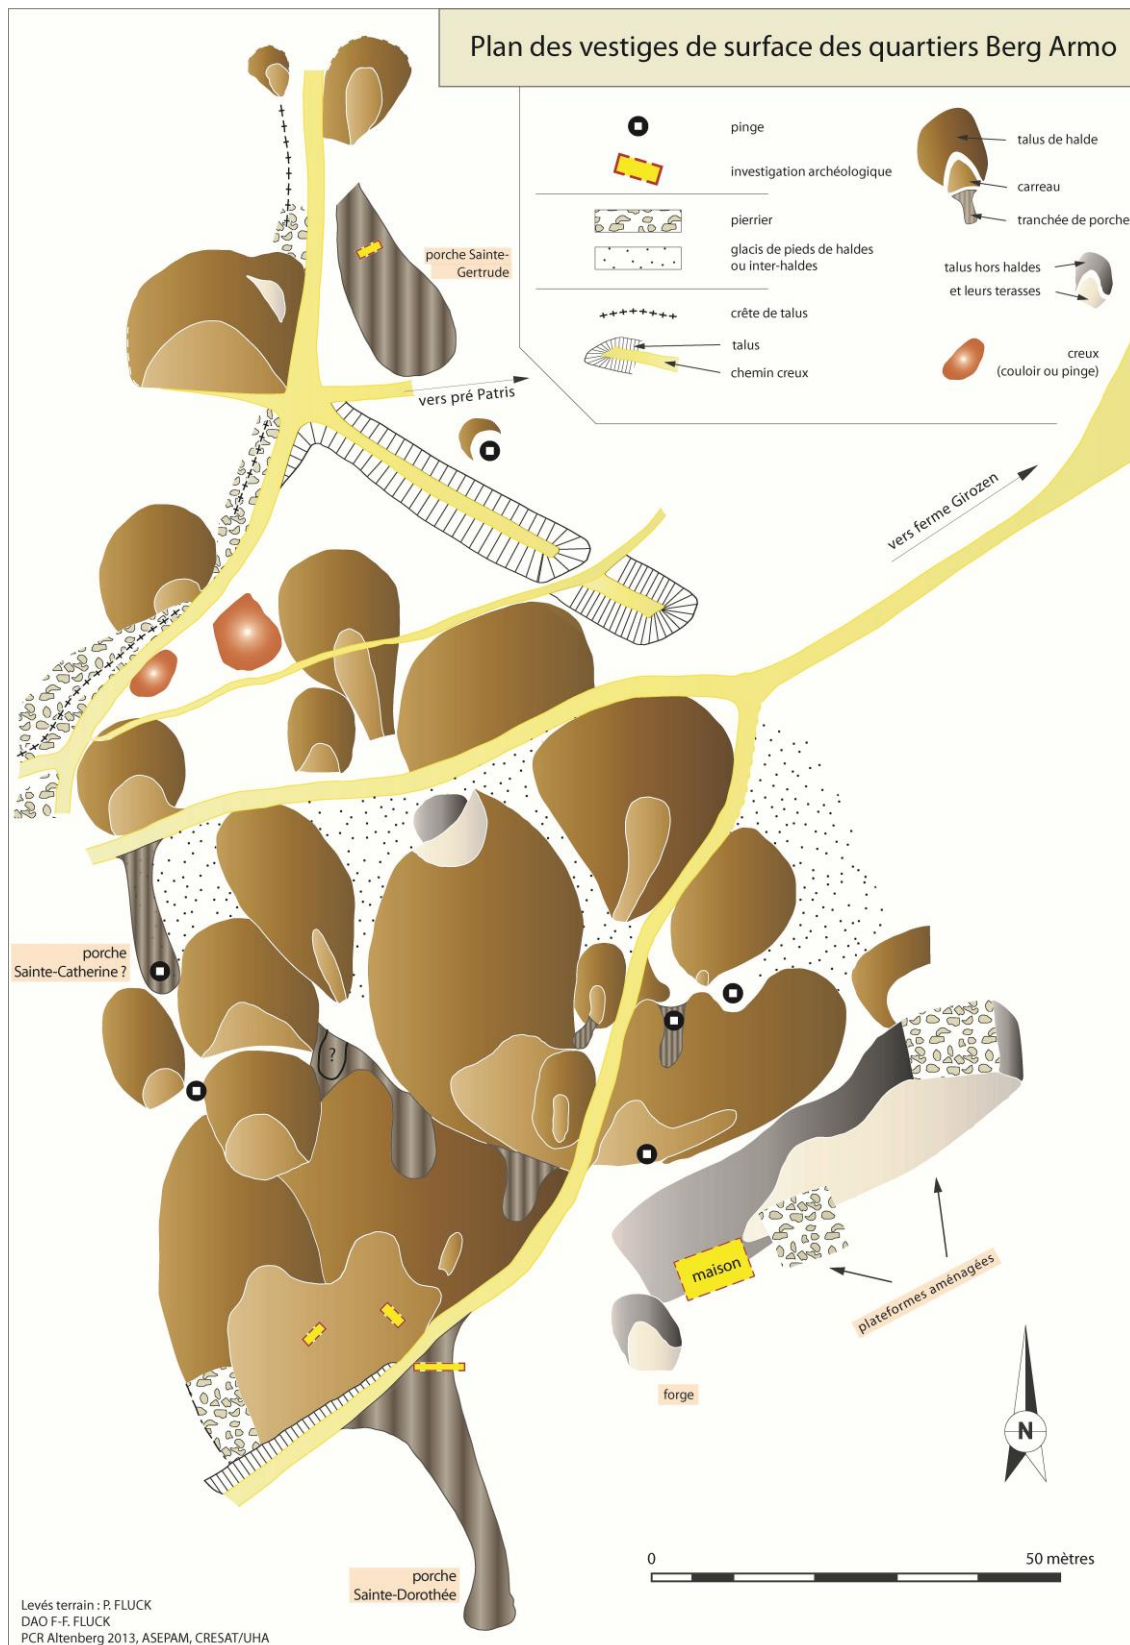 Plan des vestiges de surface des quartiers Berg Armo
pinge
investigation archéologique
pierrier
glacis de pieds de haldes
ou inter-haldes
crête de talus
talus
chemin creux
talus de halde
carreau
tranchée de porche
talus hors haldes
et leurs terasses
creux
(couloir ou pinge)
porche Sainte-
Gertrude
vers pré Patris
vers ferme Girozen
porche
Sainte-Catherine ?
?
maison
plateformes aménagées
forge
N
porche
Sainte-Dorothée
0
50 mètres
Levés terrain : P. FLUCK
DAO F-F. FLUCK
PCR Altenberg 2013, ASEPAM, CRESAT/UHA